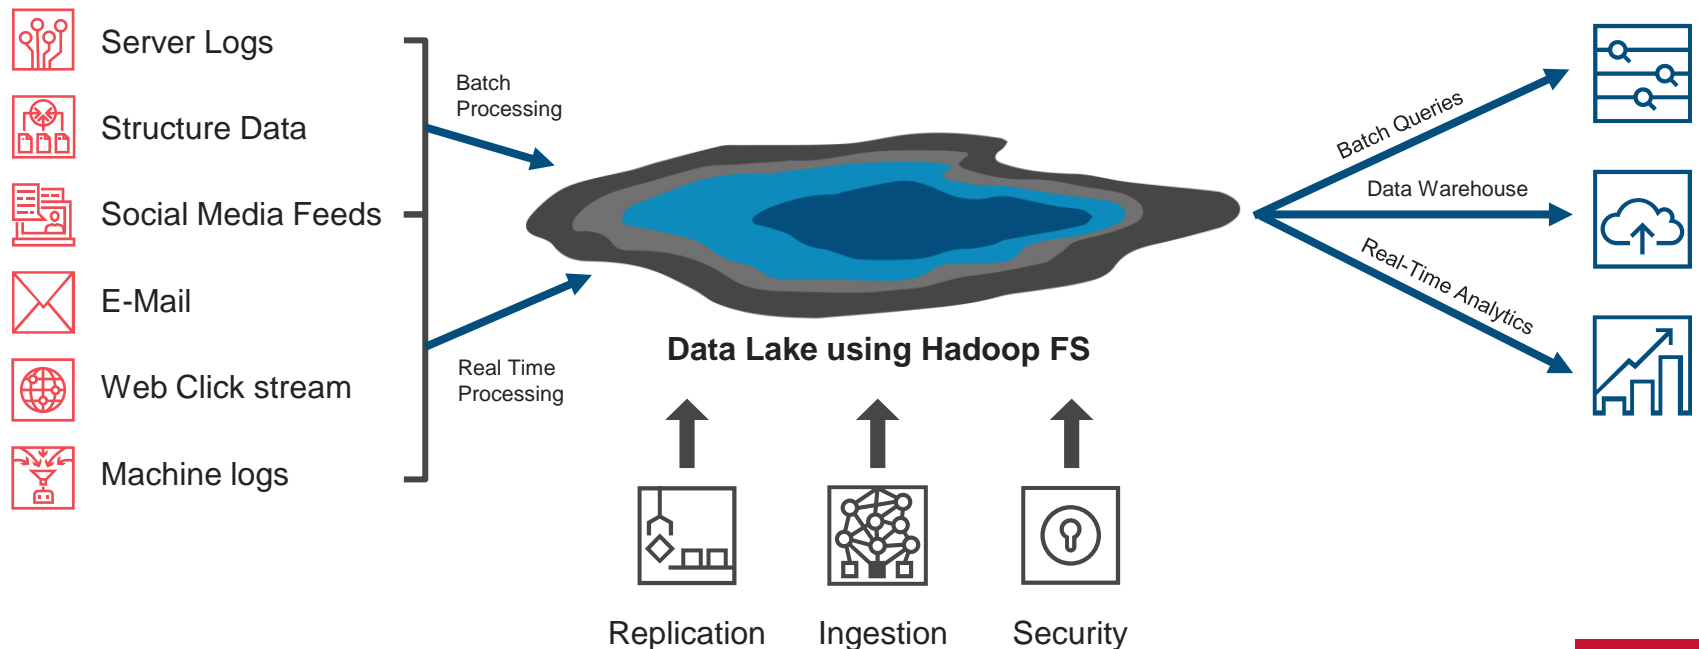 Server Logs
Structure Data
Social Media Feeds
E-Mail
Web Click stream
Machine logs
Batch
Processing
Real Time
Processing
Data Lake using Hadoop FS
Replication
Ingestion
Security
Batch Queries
Data Warehouse
Real-Time Analytics